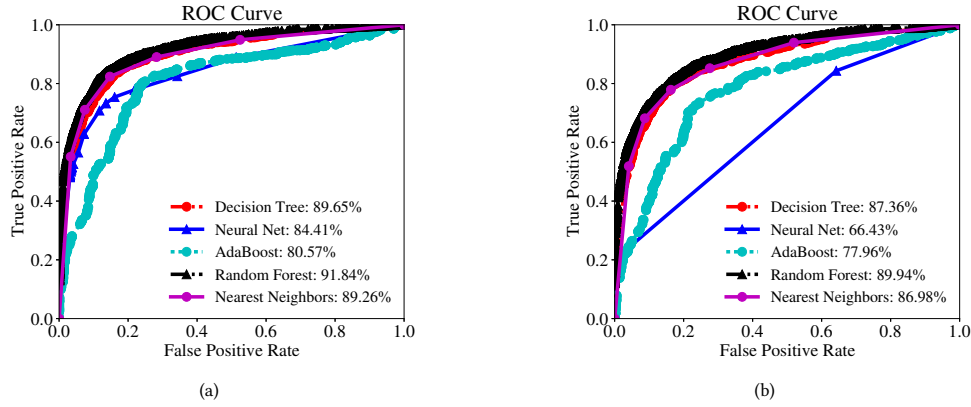 ROC Curve
True Positive Rate
1.0
0.8
0.6
0.4
0.2
0.0
Decision Tree: 89.65%
Neural Net: 84.41%
AdaBoost: 80.57%
Random Forest: 91.84%
Nearest Neighbors: 89.26%
0.0 0.2 0.4 0.6 0.8 1.0
False Positive Rate
(a)
ROC Curve
True Positive Rate
1.0
0.8
0.6
0.4
0.2
0.0
Decision Tree: 87.36%
Neural Net: 66.43%
AdaBoost: 77.96%
Random Forest: 89.94%
Nearest Neighbors: 86.98%
0.0 0.2 0.4 0.6 0.8 1.0
False Positive Rate
(b)